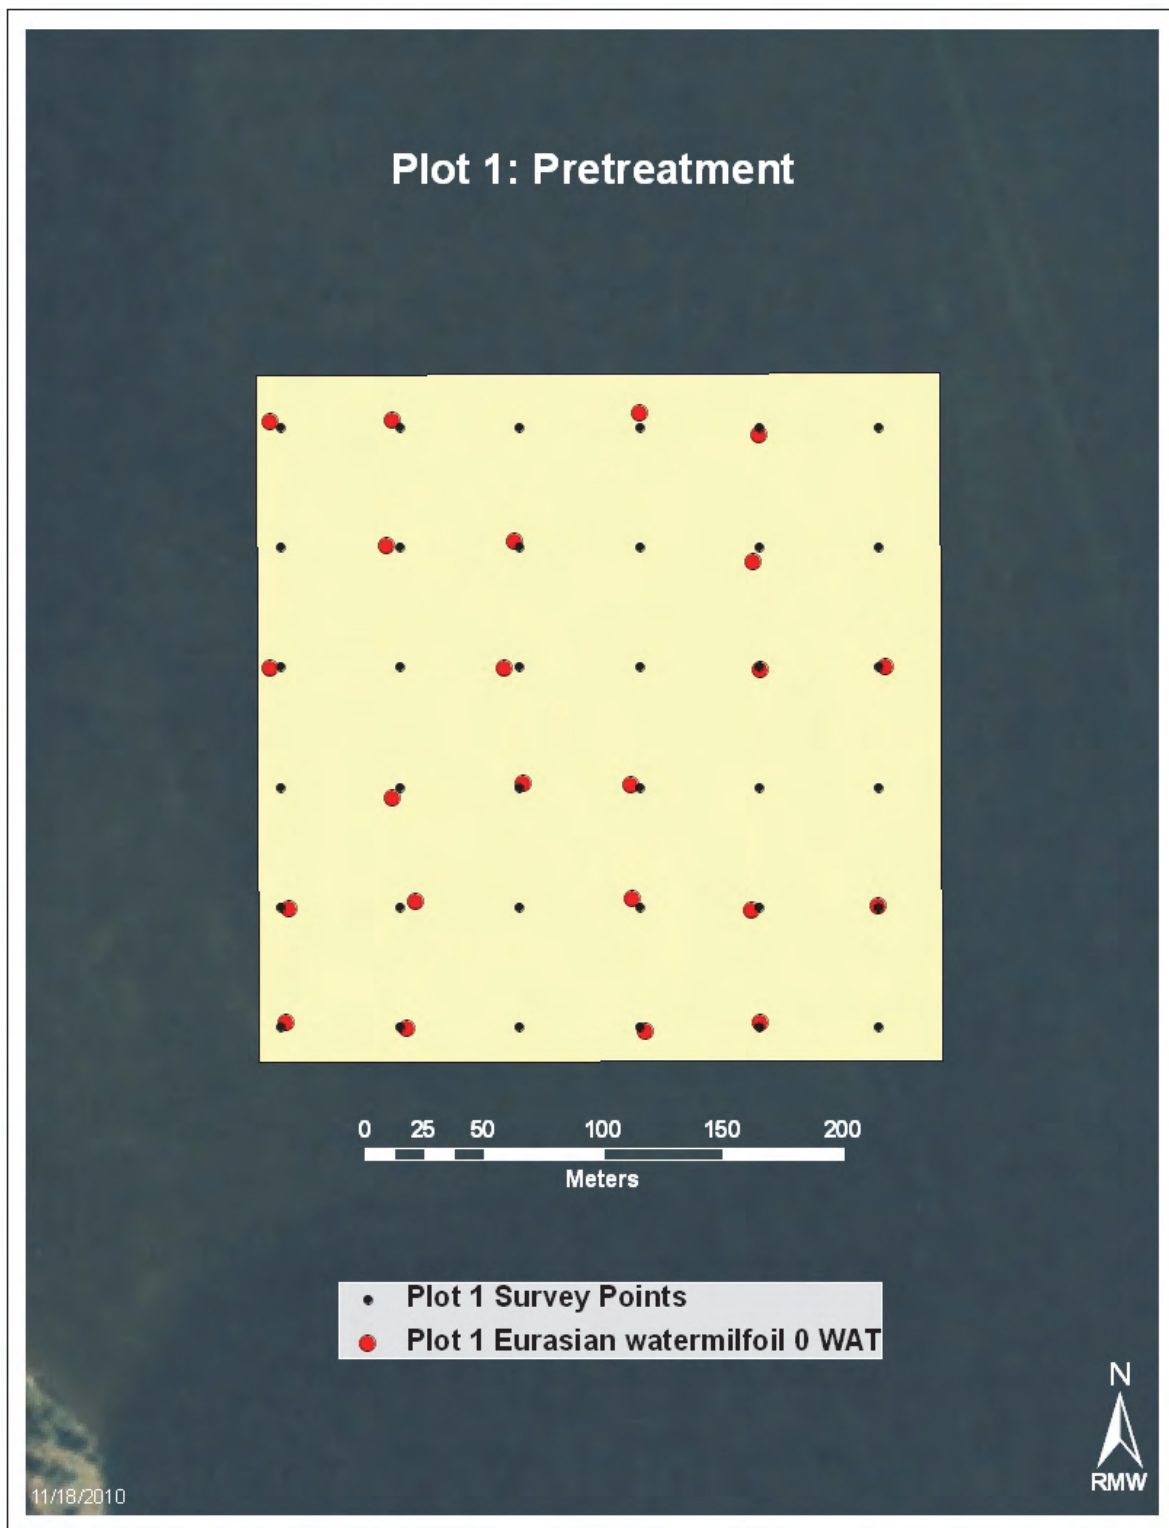 Plot 1: Pretreatment
0 25 50 100 150 200
Meters
Plot 1 Survey Points
Plot 1 Eurasian watermilfoil 0 WAT
N
RMW
11/18/2010